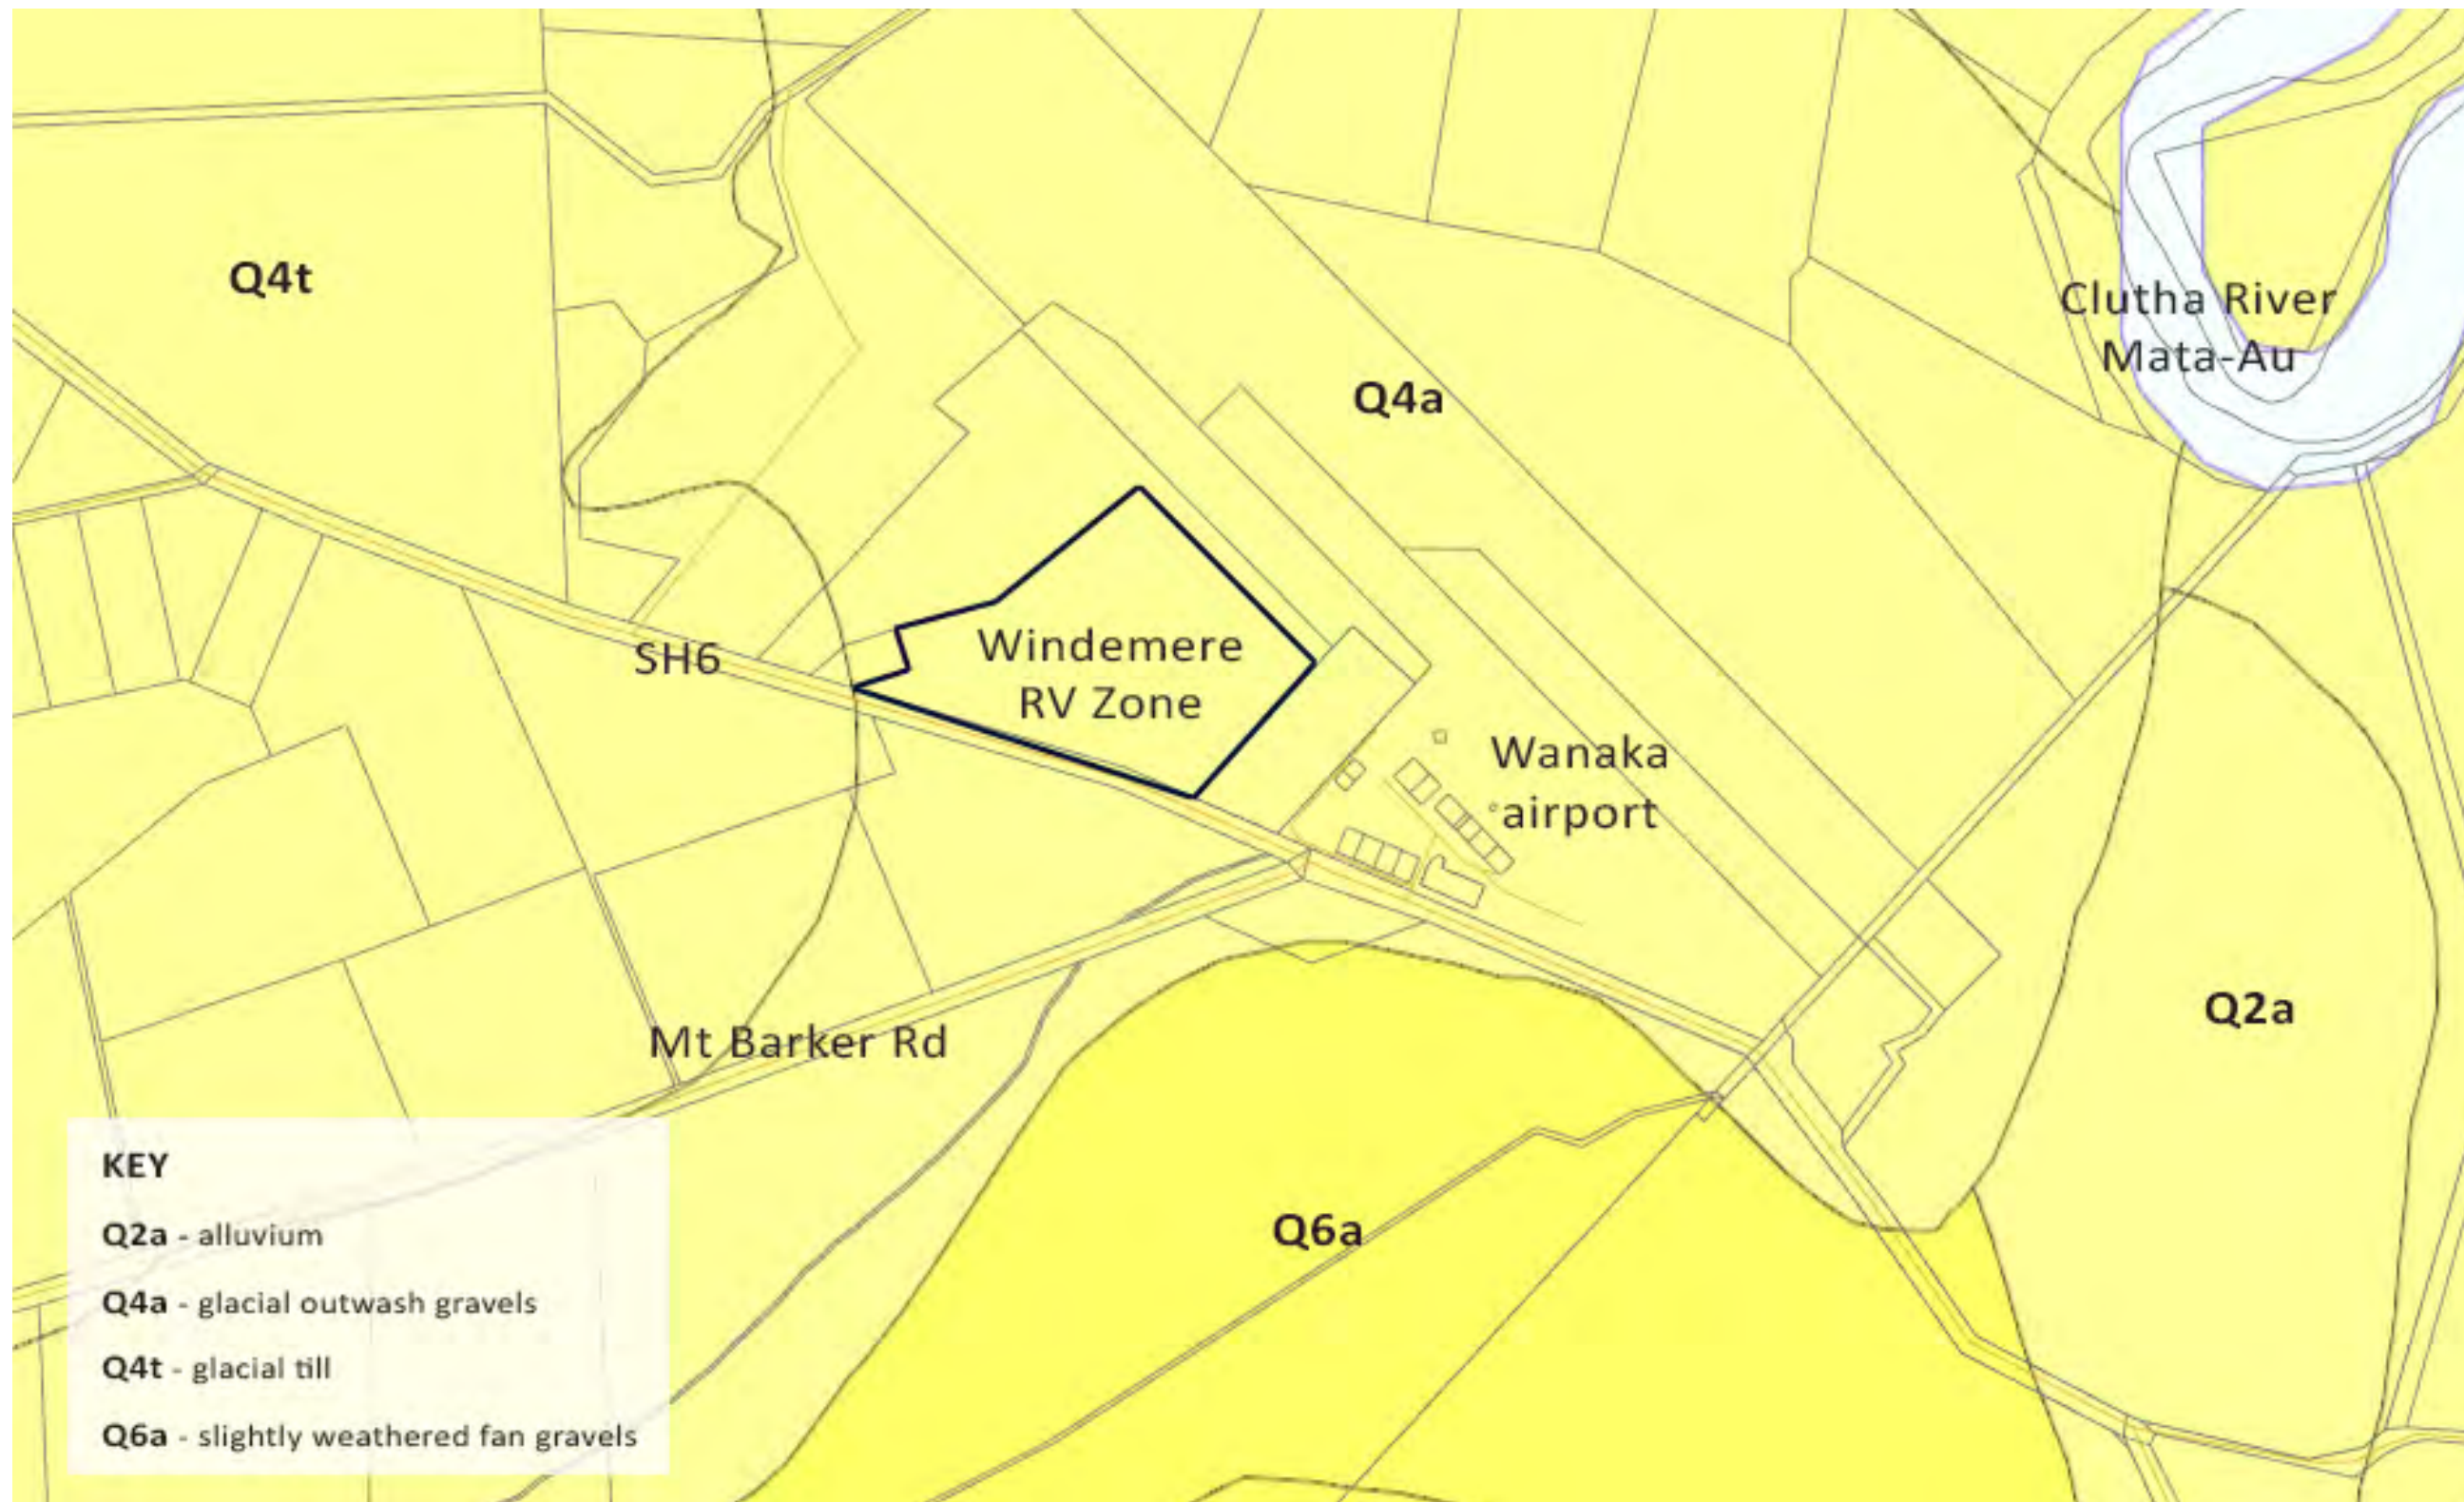 Q4t
Clutha River
Mata-Au
Q4a
SH6
Windemere
RV Zone
Wanaka
airport
Q2a
Mt Barker Rd
Q6a
KEY
Q2a - alluvium
Q4a - glacial outwash gravels
Q4t - glacial till
Q6a - slightly weathered fan gravels